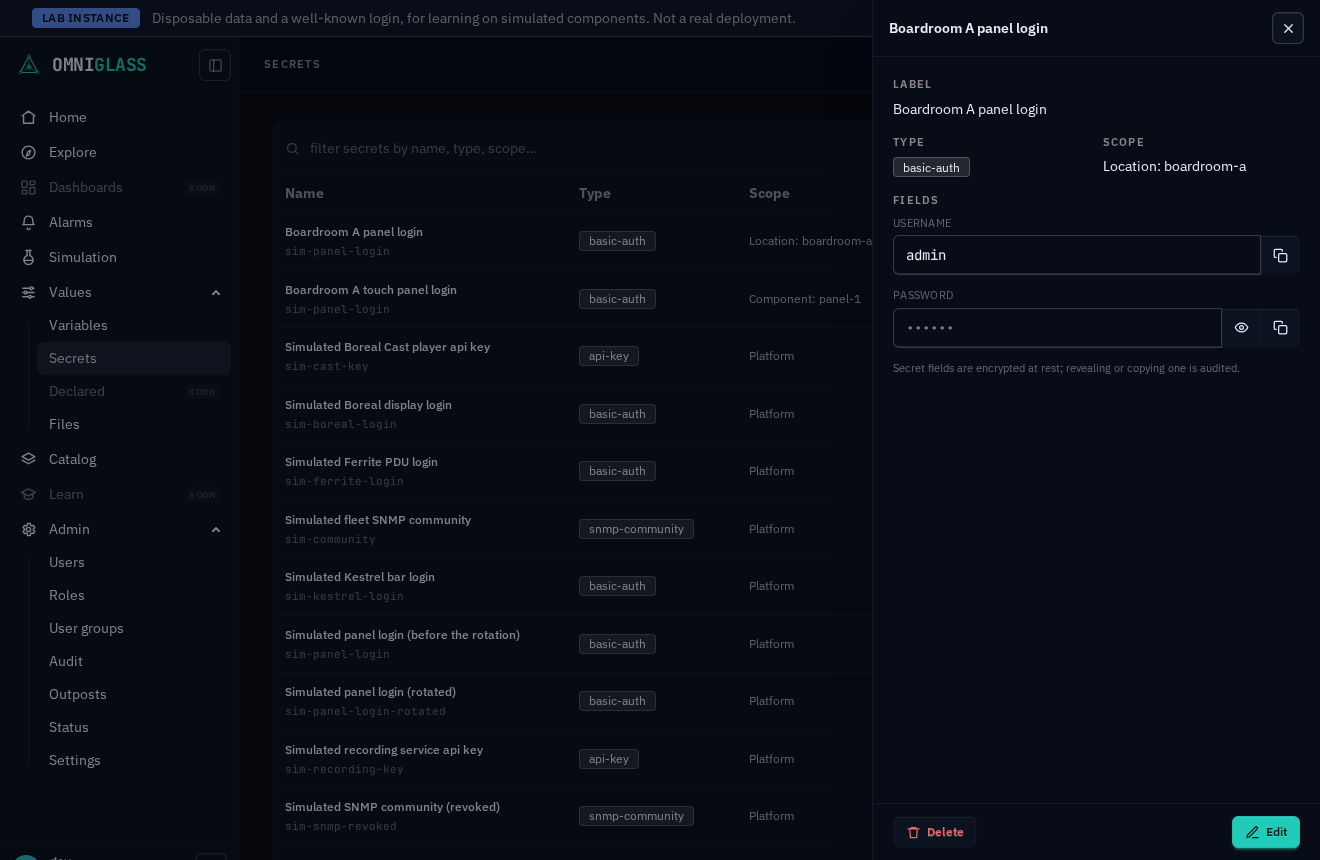 LAB INSTANCE Disposable data and a well-known login, for learning on simulated components. Not a real deployment.
OMNIGLASS
Home
Explore
Dashboards SOON
Alarms
Simulation
Values
Variables
Secrets
Declared SOON
Files
Catalog
Learn SOON
Admin
Users
Roles
User groups
Audit
Outposts
Status
Settings
SECRETS
filter secrets by name, type, scope...
Name Type Scope
Boardroom A panel login
sim-panel-login
basic-auth
Location: boardroom-a
Boardroom A touch panel login
sim-panel-login
basic-auth
Component: panel-1
Simulated Boreal Cast player api key
sim-cast-key
api-key
Platform
Simulated Boreal display login
sim-boreal-login
basic-auth
Platform
Simulated Ferrite PDU login
sim-ferrite-login
basic-auth
Platform
Simulated fleet SNMP community
sim-community
snmp-community
Platform
Simulated Kestrel bar login
sim-kestrel-login
basic-auth
Platform
Simulated panel login (before the rotation)
sim-panel-login
basic-auth
Platform
Simulated panel login (rotated)
sim-panel-login-rotated
basic-auth
Platform
Simulated recording service api key
sim-recording-key
api-key
Platform
Simulated SNMP community (revoked)
sim-snmp-revoked
snmp-community
Platform
Boardroom A panel login
LABEL
Boardroom A panel login
TYPE SCOPE
basic-auth Location: boardroom-a
FIELDS
USERNAME
admin
PASSWORD
••••••
Secret fields are encrypted at rest; revealing or copying one is audited.
Delete Edit